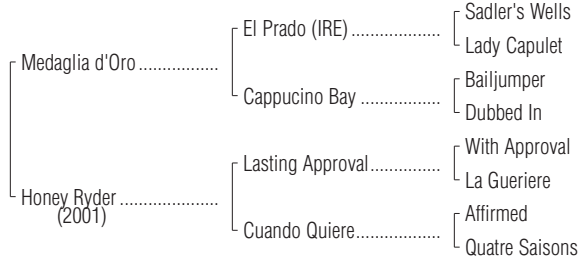 Sadler's Wells
El Prado (IRE) ...................
Lady Capulet
Medaglia d'Oro .................
Bailjumper
Cappucino Bay .................
Dubbed In
With Approval
Lasting Approval...............
La Gueriere
Honey Ryder .....................
(2001)
Affirmed
Cuando Quiere..................
Quatre Saisons